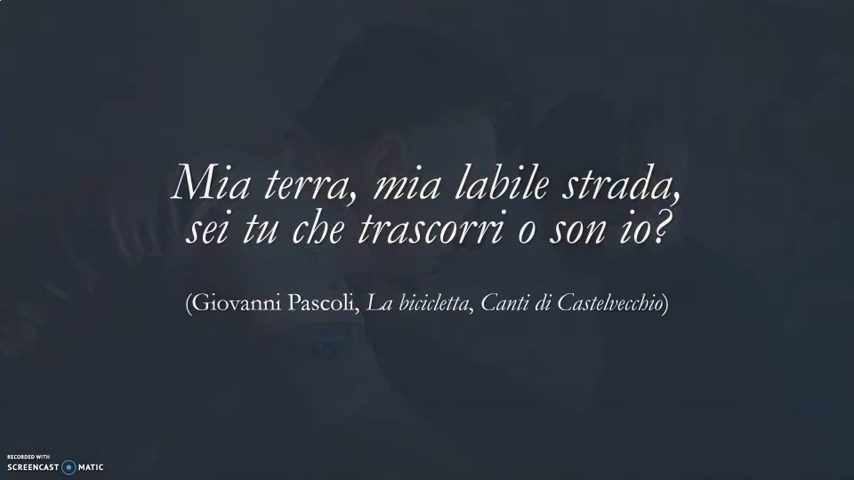 Mia terra, mia labile strada,
sei tu che trascorri o son io?
(Giovanni Pascoli, La bicicletta, Canti di Castelvecchio)
RECORDED WITH
SCREENCAST MATIC